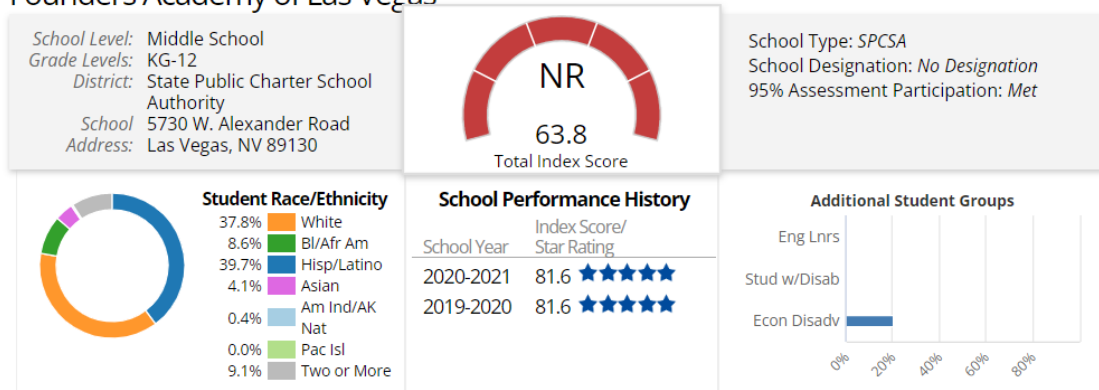 Founders Academy of Las Vegas
School Level: Middle School
Grade Levels: KG-12
District: State Public Charter School
Authority
School 5730 W. Alexander Road
Address: Las Vegas, NV 89130
NR
63.8
Total Index Score
School Type: SPCSA
School Designation: No Designation
95% Assessment Participation: Met
Student Race/Ethnicity
37.8% White
8.6% Bl/Afr Am
39.7% Hisp/Latino
4.1% Asian
0.4% Am Ind/AK
Nat
0.0% Pac Isl
9.1% Two or More
School Performance History
Index Score/
School Year Star Rating
2020-2021 81.6
2019-2020 81.6
Additional Student Groups
Eng Lnrs
Stud w/Disab
Econ Disadv
0% 20% 40% 60% 80%